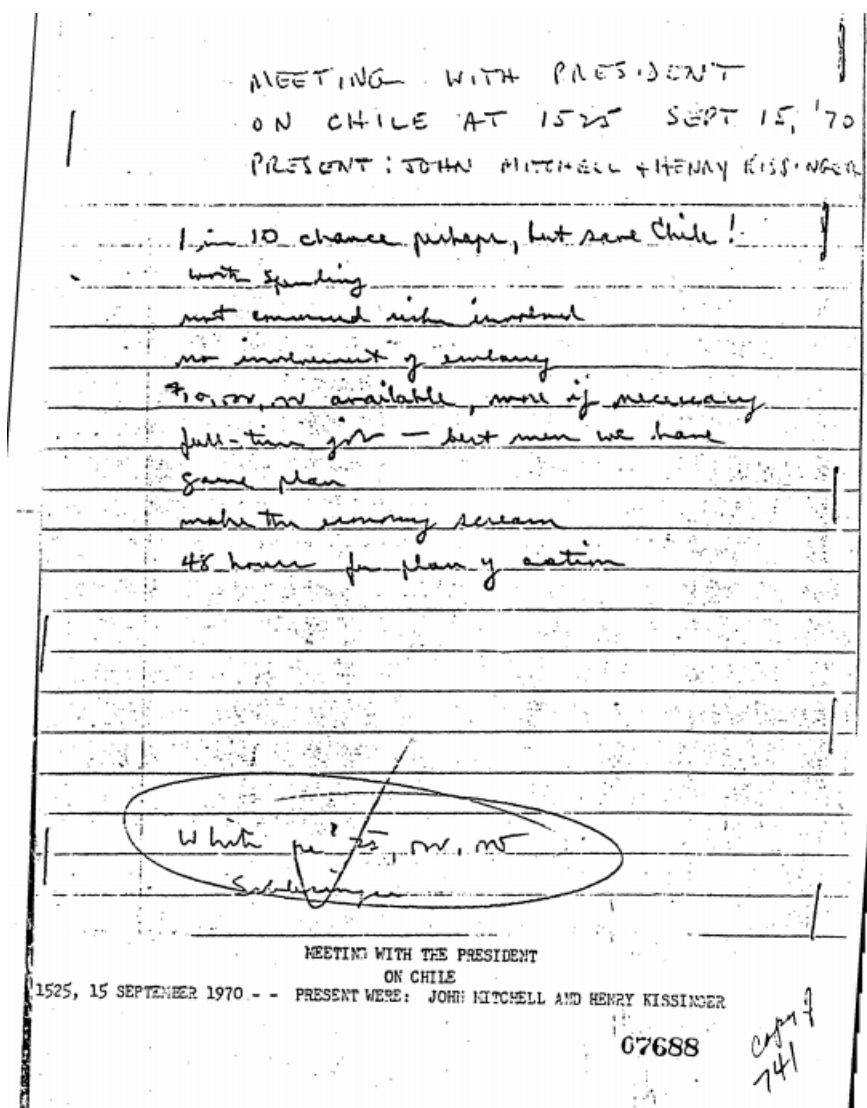 MEETING WITH PRESIDENT
ON CHILE AT 1525 SEPT 15, '70
PRESENT: JOHN MITCHELL + HENRY KISSINGER
1 in 10 chance perhaps, but save Chile!
worth spending
not concerned risks involved
no involvement of embassy
$10,000,000 available, more if necessary
full-time job — best men we have
game plan
make the economy scream
48 hours for plan of action
25,
MEETING WITH THE PRESIDENT
ON CHILE
1525, 15 SEPTEMBER 1970 - - PRESENT WERE: JOHN MITCHELL AND HENRY KISSINGER
67688
741